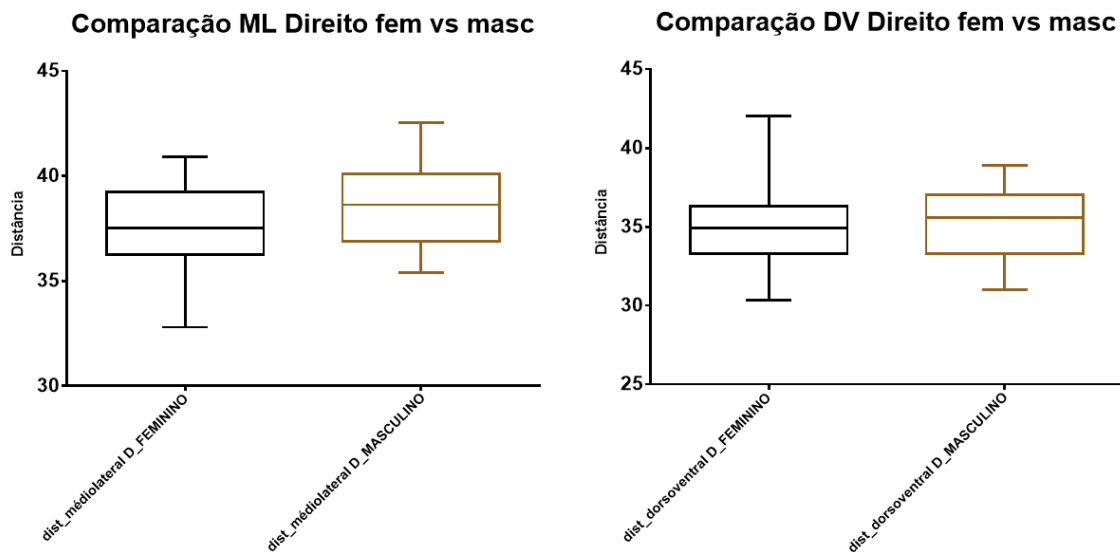 Comparação ML Direito fem vs masc
45
40
35
30
Distância
dist_médiolateral D_FEMININO
dist_médiolateral D_MASCULINO
Comparação DV Direito fem vs masc
45
40
35
30
25
Distância
dist_dorsoventral D_FEMININO
dist_dorsoventral D_MASCULINO